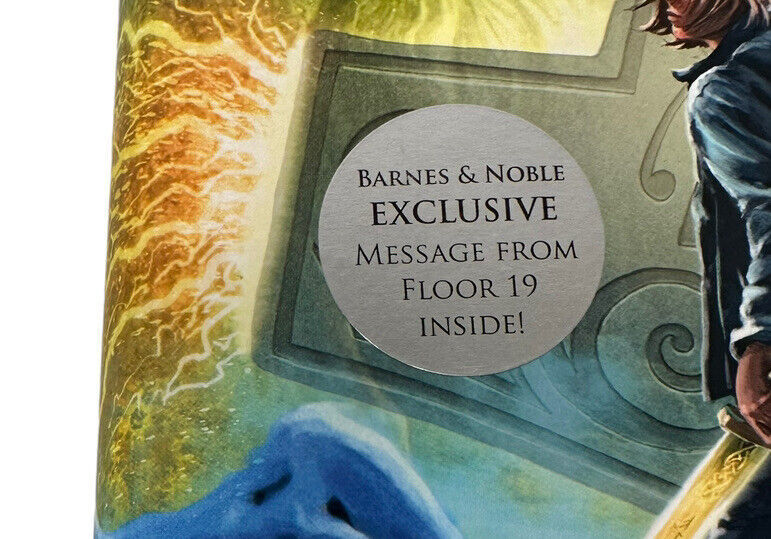 BARNES & NOBLE
EXCLUSIVE
MESSAGE FROM
FLOOR 19
INSIDE!